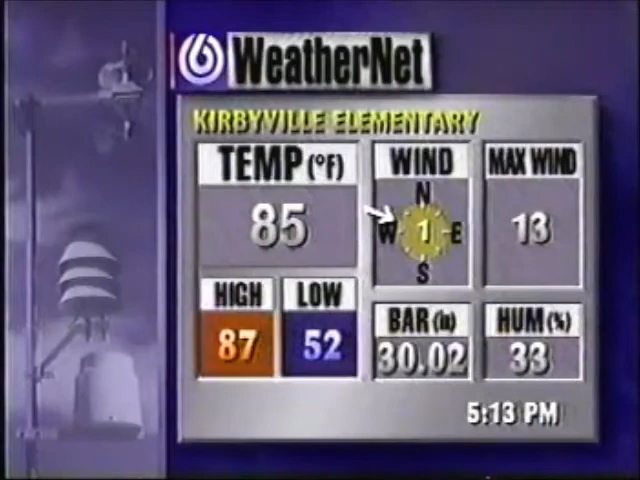 6 WeatherNet
KIRBYVILLE ELEMENTARY
TEMP (°F)
85
HIGH
87
LOW
52
WIND
N
W 1 E
S
MAX WIND
13
BAR (in)
30.02
HUM (%)
33
5:13 PM